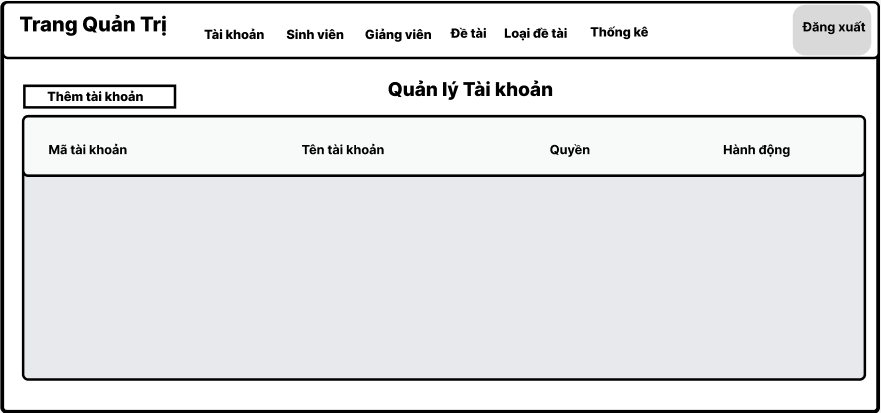 Trang Quản Trị
Tài khoản Sinh viên Giảng viên Đề tài Loại đề tài Thống kê
Đăng xuất
Quản lý Tài khoản
Thêm tài khoản
Mã tài khoản Tên tài khoản Quyền Hành động